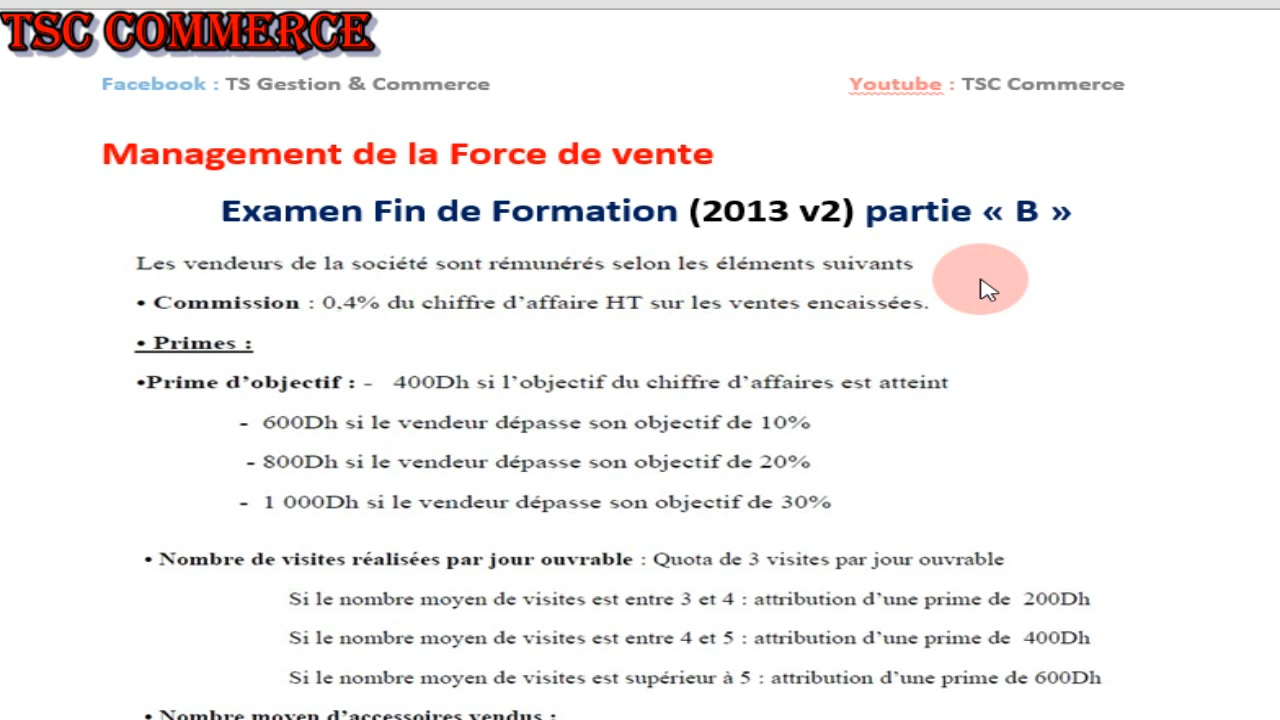 TSC COMMERCE
Facebook : TS Gestion & Commerce Youtube : TSC Commerce
Management de la Force de vente
Examen Fin de Formation (2013 v2) partie « B »
Les vendeurs de la société sont rémunérés selon les éléments suivants
• Commission : 0,4% du chiffre d'affaire HT sur les ventes encaissées.
• Primes :
•Prime d'objectif : - 400Dh si l'objectif du chiffre d'affaires est atteint
- 600Dh si le vendeur dépasse son objectif de 10%
- 800Dh si le vendeur dépasse son objectif de 20%
- 1 000Dh si le vendeur dépasse son objectif de 30%
• Nombre de visites réalisées par jour ouvrable : Quota de 3 visites par jour ouvrable
Si le nombre moyen de visites est entre 3 et 4 : attribution d'une prime de 200Dh
Si le nombre moyen de visites est entre 4 et 5 : attribution d'une prime de 400Dh
Si le nombre moyen de visites est supérieur à 5 : attribution d'une prime de 600Dh
• Nombre moyen d'accessoires vendus :